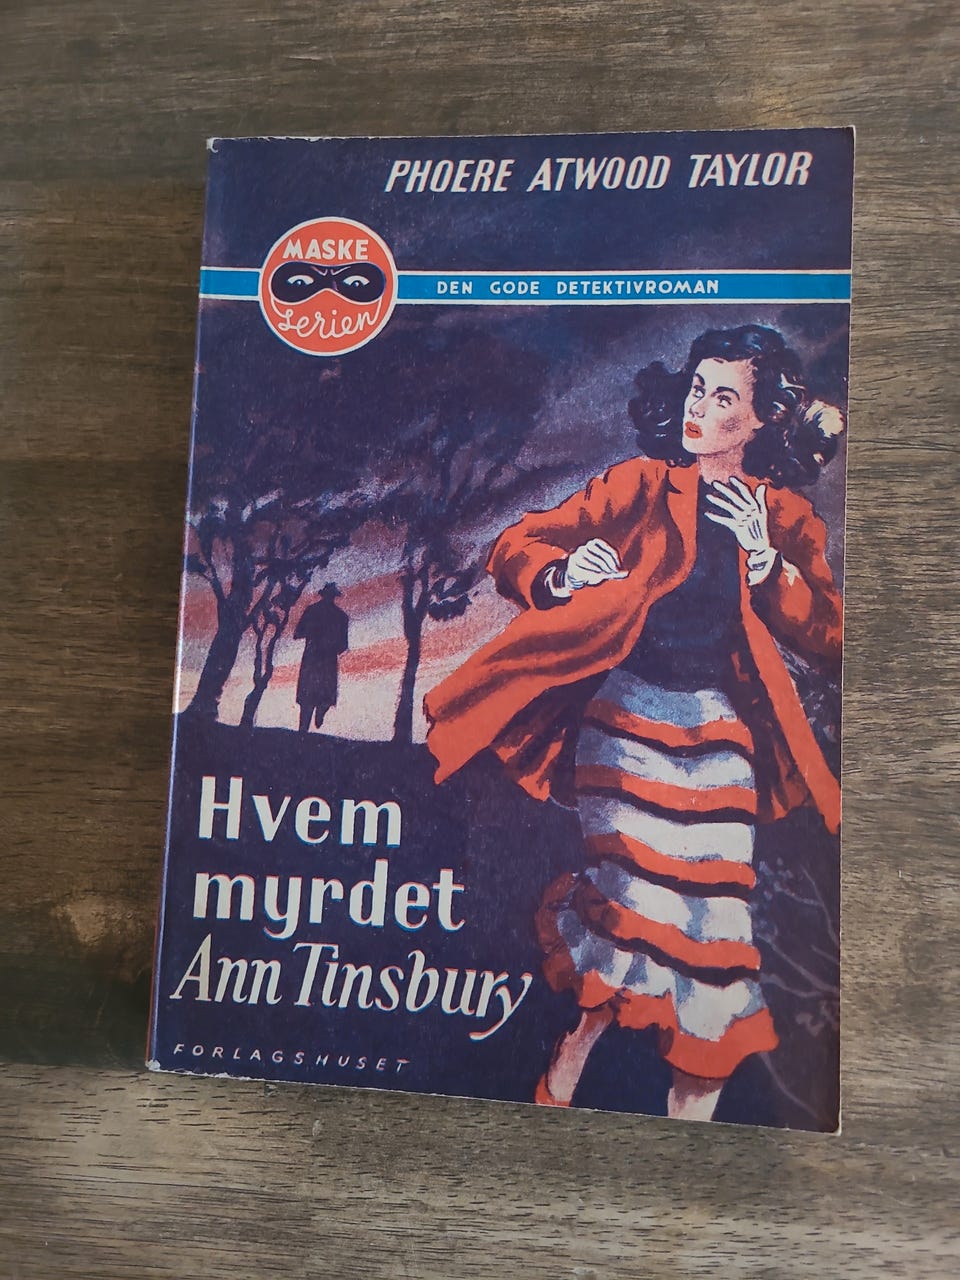 PHOERE ATWOOD TAYLOR
MASKE
Serien
DEN GODE DETEKTIVROMAN
Hvem
myrdet
Ann Tinsbury
FORLAGSHUSET